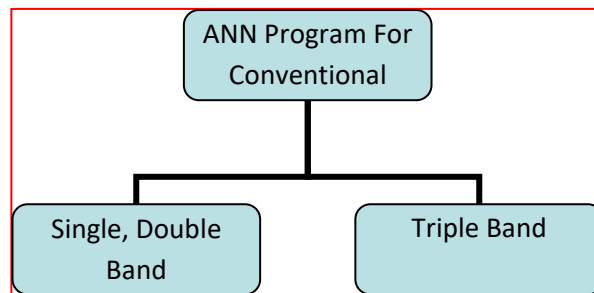 ANN Program For
Conventional
Single, Double
Band
Triple Band